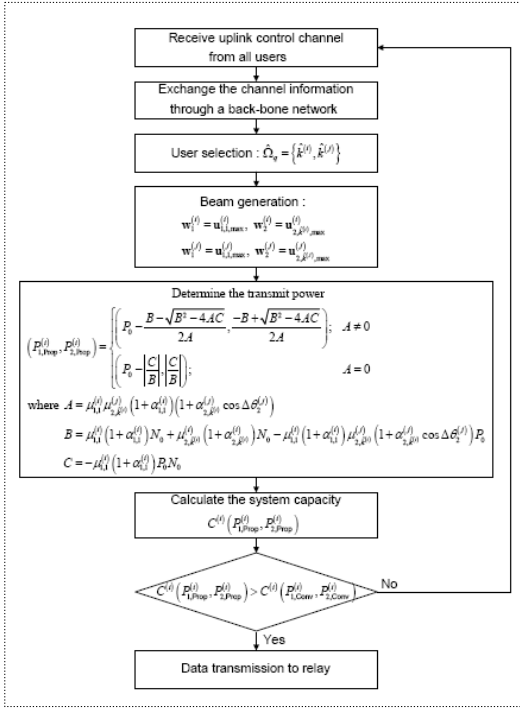 Receive uplink control channel
from all users
Exchange the channel information
through a back-bone network
User selection : Ω̂_q = {k̂^(i), k̂^(j)}
Beam generation :
w_1^(i) = u_{1,1,max}^(i), w_2^(i) = u_{2,k̂^(i),max}^(i)
w_1^(j) = u_{1,1,max}^(j), w_2^(j) = u_{2,k̂^(j),max}^(j)
Determine the transmit power
(P_{1,Prop}^(i), P_{2,Prop}^(i)) = { (P_0 - (B - √(B² - 4AC))/(2A), (-B + √(B² - 4AC))/(2A)); A ≠ 0
(P_0 - |C/B|, |C/B|); A = 0
where A = μ_{1,1}^(i) μ_{2,k̂^(i)}^(j) (1 + α_{1,1}^(i)) (1 + α_{2,k̂^(i)}^(j) cos Δθ_2^(j))
B = μ_{1,1}^(i) (1 + α_{1,1}^(i)) N_0 + μ_{2,k̂^(i)}^(j) (1 + α_{2,k̂^(i)}^(j)) N_0 - μ_{1,1}^(i) (1 + α_{1,1}^(i)) μ_{2,k̂^(i)}^(j) (1 + α_{2,k̂^(i)}^(j) cos Δθ_2^(j)) P_0
C = -μ_{1,1}^(i) (1 + α_{1,1}^(i)) P_0 N_0
Calculate the system capacity
C^(i) (P_{1,Prop}^(i), P_{2,Prop}^(i))
C^(i) (P_{1,Prop}^(i), P_{2,Prop}^(i)) > C^(i) (P_{1,Conv}^(i), P_{2,Conv}^(i))
No
Yes
Data transmission to relay